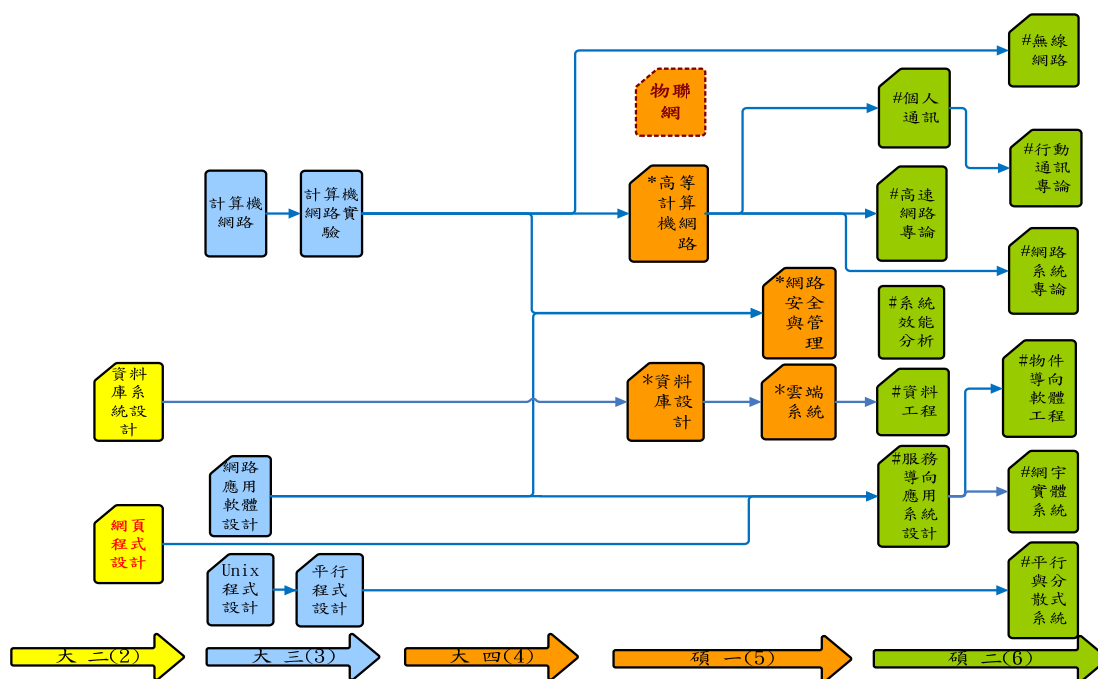 #無線
網路
物聯
網
#個人
通訊
#行動
通訊
專論
計算機
網路
計算機
網路實
驗
*高等
計算
機網
路
#高速
網路
專論
#網路
系統
專論
*網路
安全
與管
理
#系統
效能
分析
#物件
導向
軟體
工程
資料
庫系
統設
計
*資料
庫設
計
*雲端
系統
#資料
工程
網路
應用
軟體
設計
#服務
導向
應用
系統
設計
#網宇
實體
系統
網頁
程式
設計
Unix
程式
設計
平行
程式
設計
#平行
與分
散式
系統
大 二(2)
大 三(3)
大 四(4)
碩 一(5)
碩 二(6)